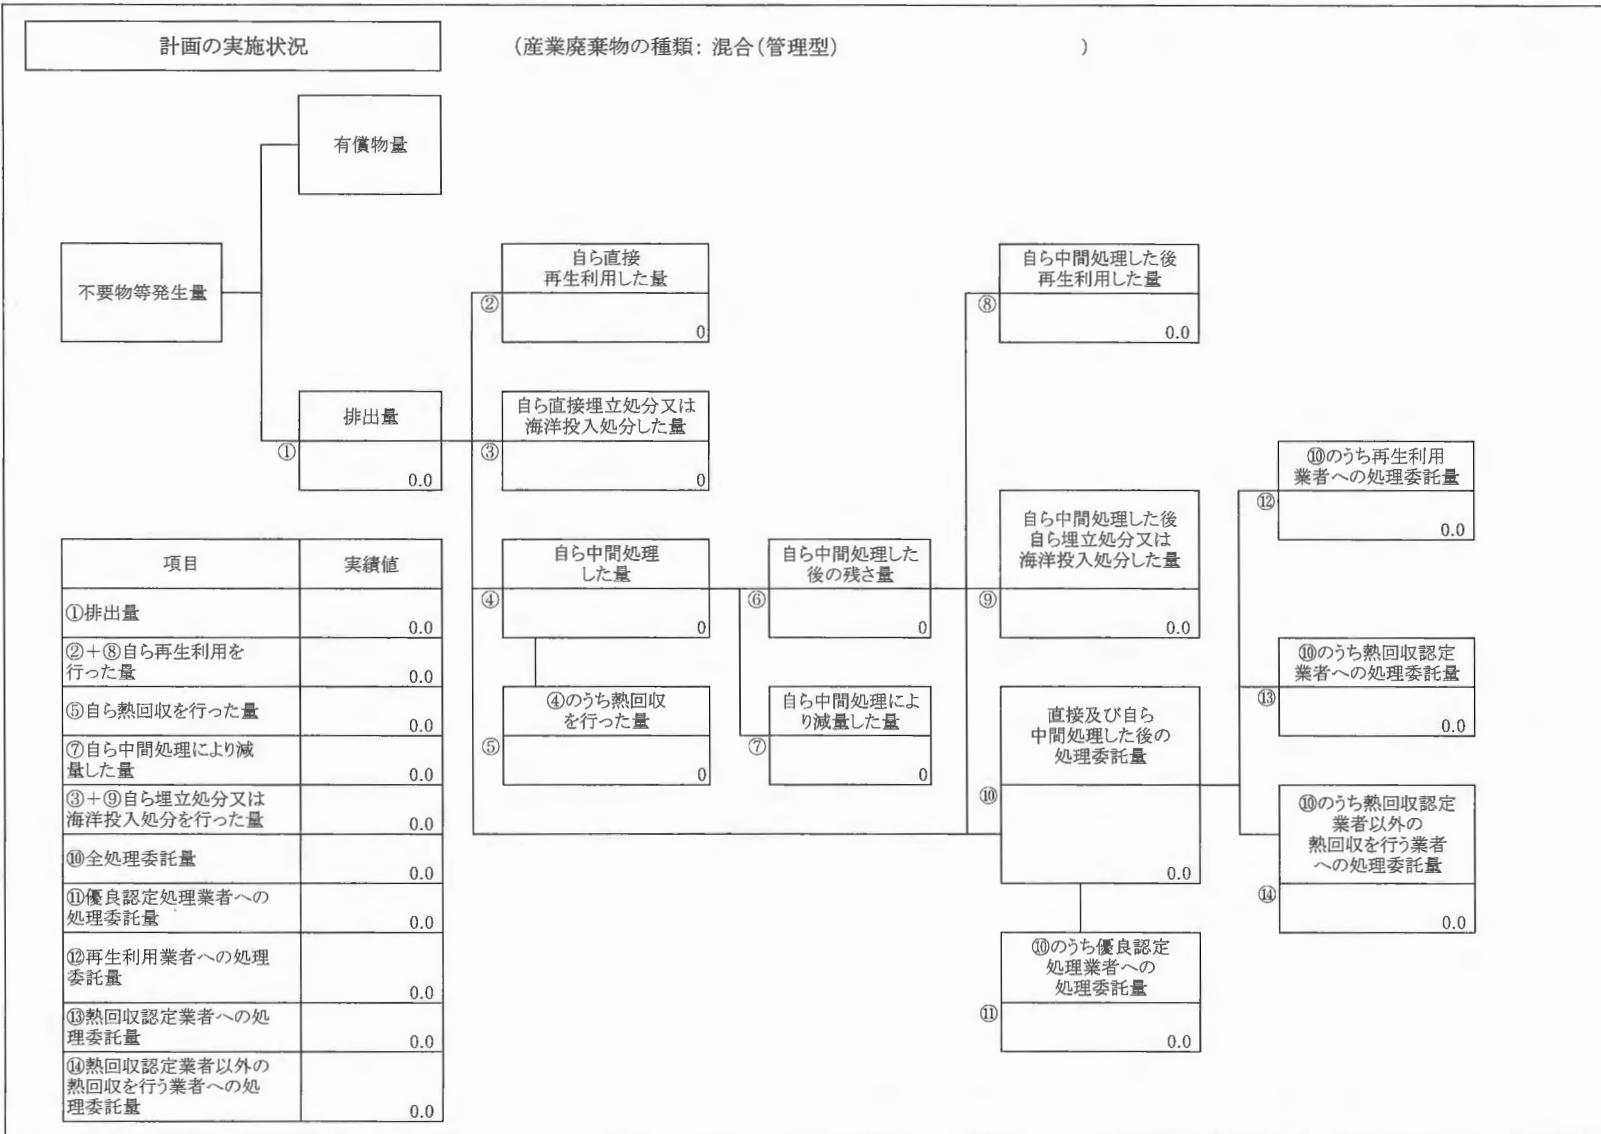 計画の実施状況
(産業廃棄物の種類: 混合(管理型) )
有償物量
不要物等発生量
自ら直接
再生利用した量
②
0
自ら中間処理した後
再生利用した量
⑧
0.0
排出量
①
0.0
自ら直接埋立処分又は
海洋投入処分した量
③
0
⑩のうち再生利用
業者への処理委託量
⑫
0.0
自ら中間処理
した量
④
0
自ら中間処理した
後の残さ量
⑥
0
自ら中間処理した後
自ら埋立処分又は
海洋投入処分した量
⑨
0.0
⑩のうち熱回収認定
業者への処理委託量
⑬
0.0
④のうち熱回収
を行った量
⑤
0
自ら中間処理によ
り減量した量
⑦
0
直接及び自ら
中間処理した後の
処理委託量
⑩
0.0
⑩のうち熱回収認定
業者以外の
熱回収を行う業者
への処理委託量
⑭
0.0
⑩のうち優良認定
処理業者への
処理委託量
⑪
0.0
項目 実績値
①排出量
0.0
②+⑧自ら再生利用を
行った量
0.0
⑤自ら熱回収を行った量
0.0
⑦自ら中間処理により減
量した量
0.0
③+⑨自ら埋立処分又は
海洋投入処分を行った量
0.0
⑩全処理委託量
0.0
⑪優良認定処理業者への
処理委託量
0.0
⑫再生利用業者への処理
委託量
0.0
⑬熱回収認定業者への処
理委託量
0.0
⑭熱回収認定業者以外の
熱回収を行う業者への処
理委託量
0.0